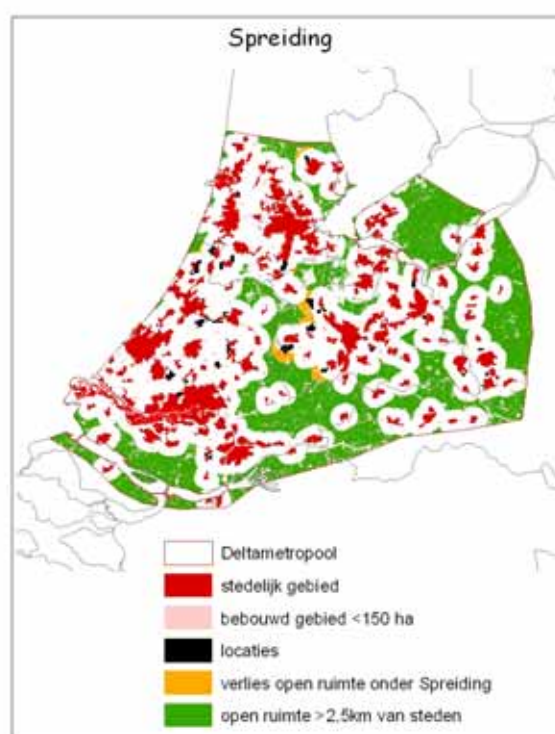 Spreiding
Deltametropool
stedelijk gebied
bebouwd gebied <150 ha
locaties
verlies open ruimte onder Spreiding
open ruimte >2,5km van steden